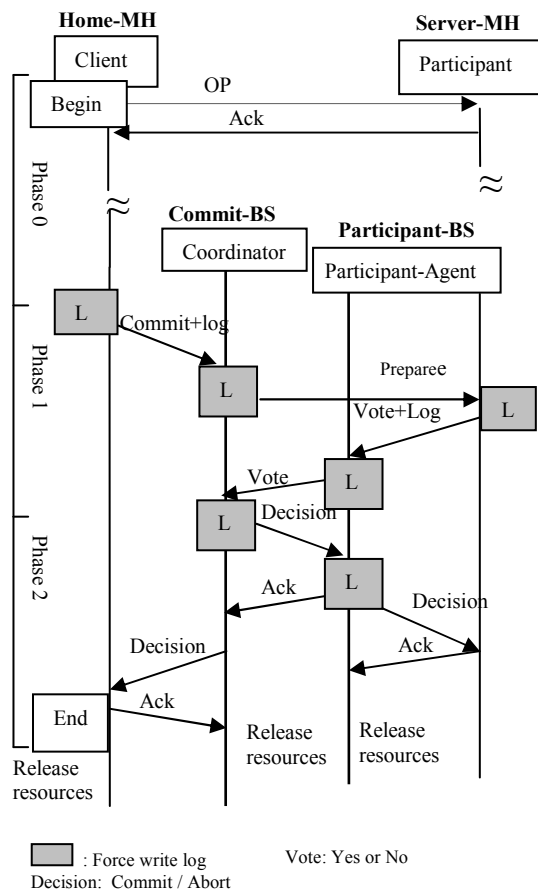 Home-MH
Server-MH
Client
Participant
Begin
OP
Ack
Phase 0
Commit-BS
Participant-BS
Coordinator
Participant-Agent
L
Commit+log
Phase 1
L
Preparee
L
Vote+Log
Vote
L
L
Decision
Phase 2
L
Ack
Decision
Decision
Ack
End
Ack
Release
resources
Release
resources
Release
resources
: Force write log
Vote: Yes or No
Decision: Commit / Abort